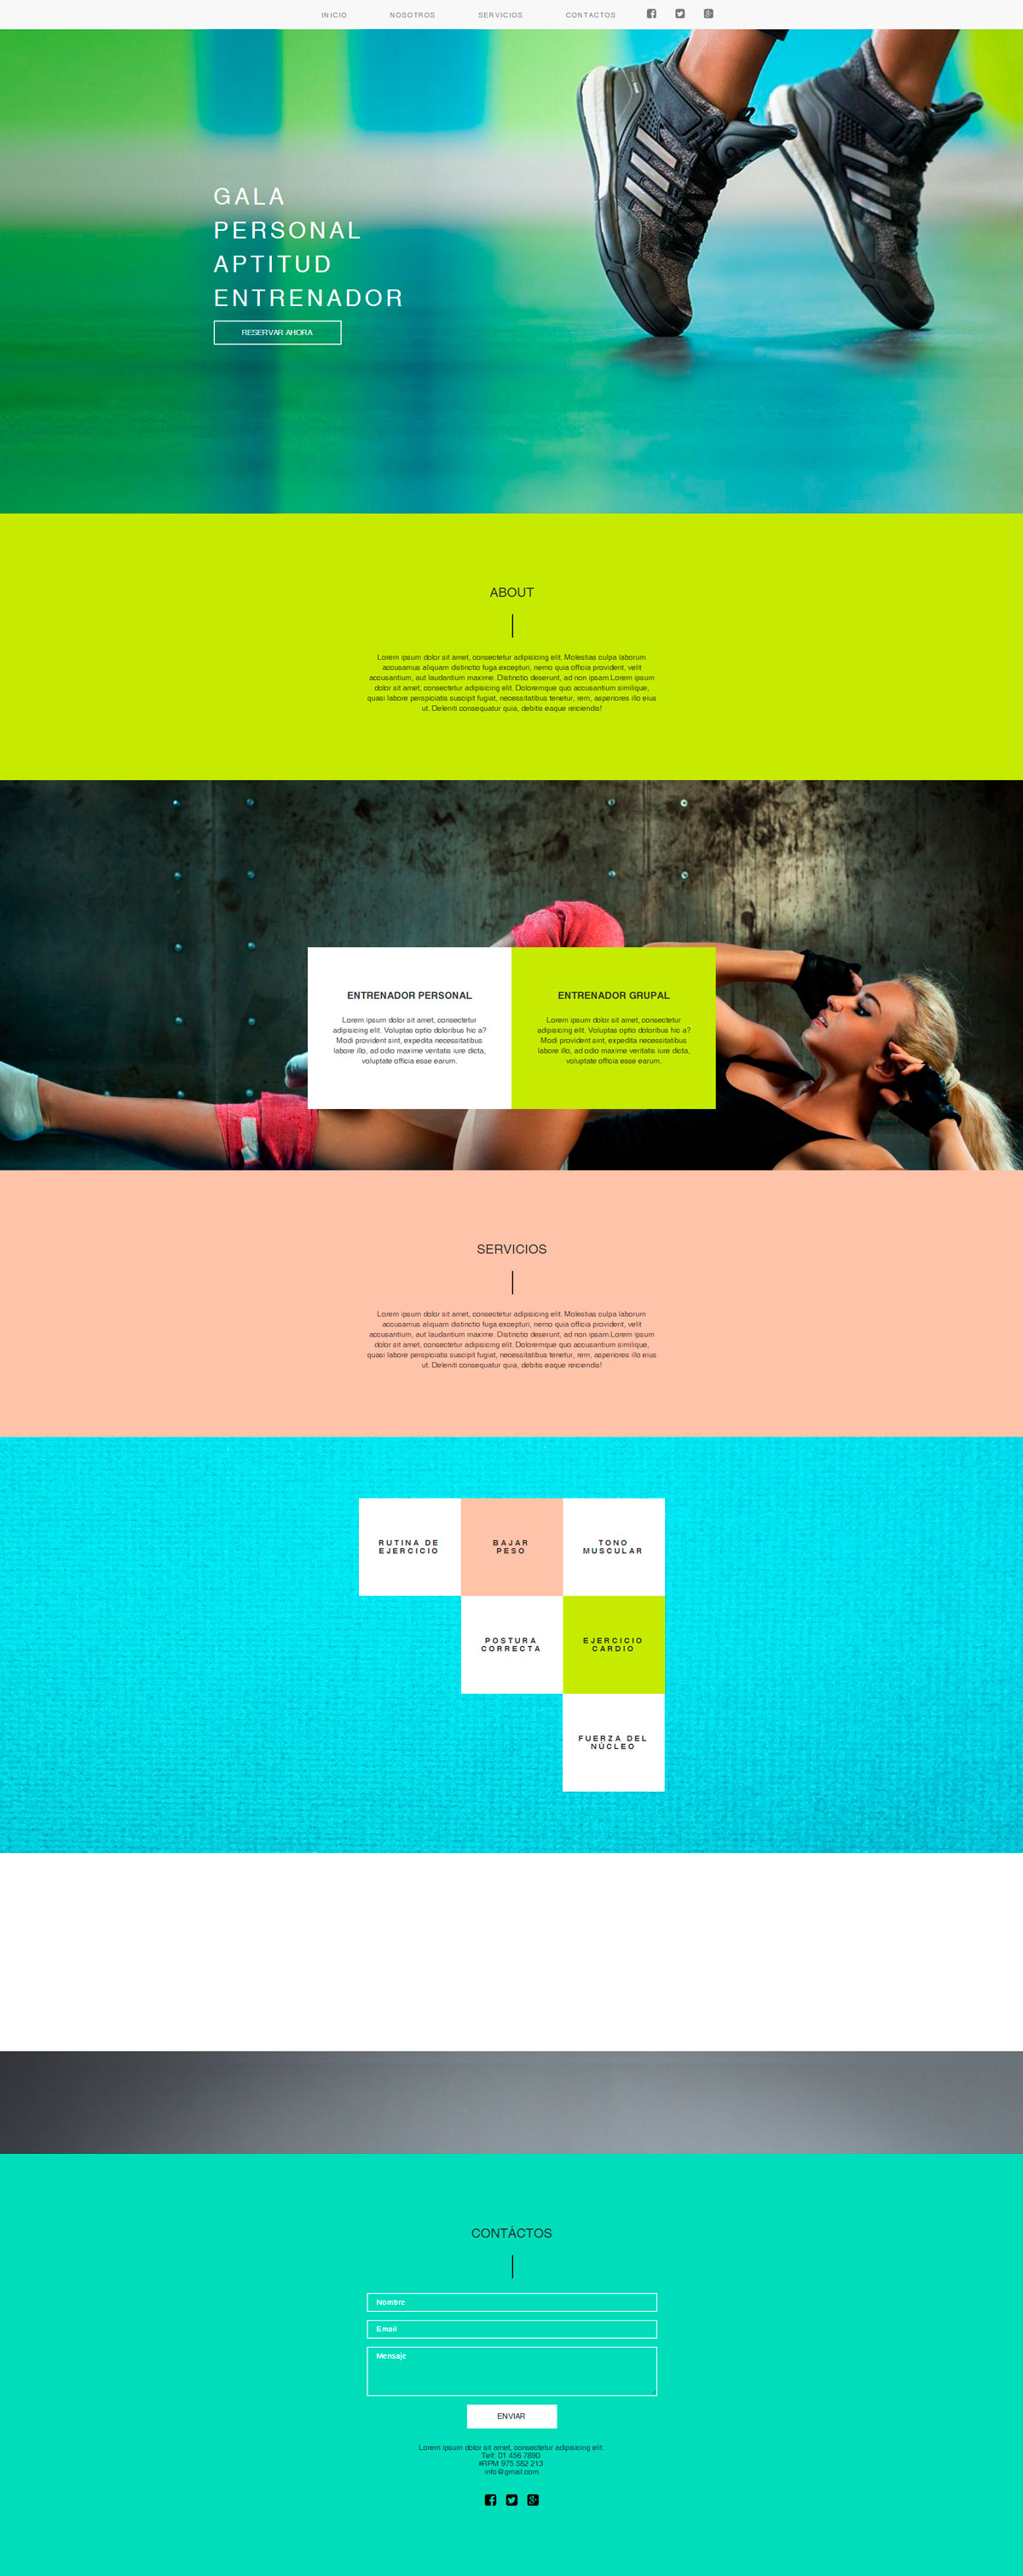 INICIO NOSOTROS SERVICIOS CONTACTOS
GALA
PERSONAL
APTITUD
ENTRENADOR
RESERVAR AHORA
ABOUT
Lorem ipsum dolor sit amet, consectetur adipisicing elit. Molestias culpa laborum
accusamus aliquam distinctio fuga excepturi, nemo quia officia provident, velit
accusantium, aut laudantium maxime. Distinctio deserunt, ad non ipsam.Lorem ipsum
dolor sit amet, consectetur adipisicing elit. Doloremque quo accusantium similique,
quasi labore perspiciatis suscipit fugiat, necessitatibus tenetur, rem, asperiores illo eius
ut. Deleniti consequatur quia, debitis eaque reiciendis!
ENTRENADOR PERSONAL
Lorem ipsum dolor sit amet, consectetur
adipisicing elit. Voluptas optio doloribus hic a?
Modi provident sint, expedita necessitatibus
labore illo, ad odio maxime veritatis iure dicta,
voluptate officia esse earum.
ENTRENADOR GRUPAL
Lorem ipsum dolor sit amet, consectetur
adipisicing elit. Voluptas optio doloribus hic a?
Modi provident sint, expedita necessitatibus
labore illo, ad odio maxime veritatis iure dicta,
voluptate officia esse earum.
SERVICIOS
Lorem ipsum dolor sit amet, consectetur adipisicing elit. Molestias culpa laborum
accusamus aliquam distinctio fuga excepturi, nemo quia officia provident, velit
accusantium, aut laudantium maxime. Distinctio deserunt, ad non ipsam.Lorem ipsum
dolor sit amet, consectetur adipisicing elit. Doloremque quo accusantium similique,
quasi labore perspiciatis suscipit fugiat, necessitatibus tenetur, rem, asperiores illo eius
ut. Deleniti consequatur quia, debitis eaque reiciendis!
RUTINA DE
EJERCICIO
BAJAR
PESO
TONO
MUSCULAR
POSTURA
CORRECTA
EJERCICIO
CARDIO
FUERZA DEL
NÚCLEO
CONTÁCTOS
Nombre
Email
Mensaje
ENVIAR
Lorem ipsum dolor sit amet, consectetur adipisicing elit.
Telf: 01 456 7890
#RPM 975 582 213
info@gmail.com